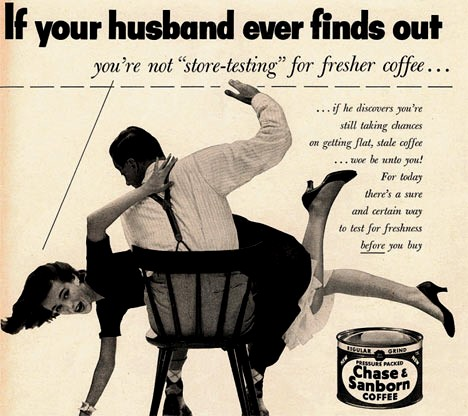 If your husband ever finds out
you're not “store-testing” for fresher coffee . . .
. . . if he discovers you're
still taking chances
on getting flat, stale coffee
. . . woe be unto you!
For today
there's a sure
and certain way
to test for freshness
before you buy
REGULAR GRIND
PRESSURE PACKED
Chase &
Sanborn
COFFEE